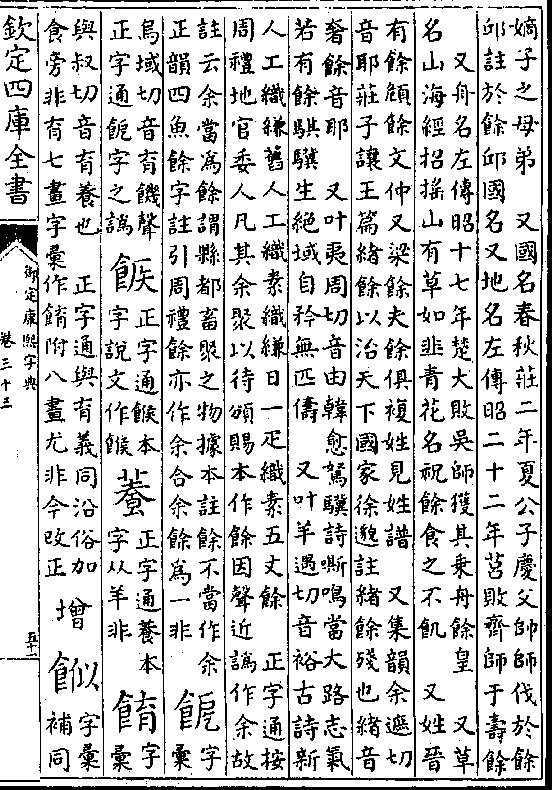 嫡子之母弟　又國名春秋莊二年夏公子慶父帥師伐於餘
邱註於餘邱國名又地名左傳昭二十二年莒敗齊師于壽餘
又舟名左傳昭十七年楚大敗吳師獲其乗舟餘皇　又草
名山海經招搖山有草如韭青花名祝餘食之不飢　又姓晉
有餘頠餘文仲又梁餘夫餘俱複姓見姓譜　又集韻余遮切
音耶莊子讓王篇緒餘以治天下國家徐邈註緒餘殘也緒音
奢餘音耶　又叶夷周切音由韓愈駑驥詩嘶鳴當大路志氣
若有餘騏驥生絕域自矜無匹儔　又叶羊遇切音裕古詩新
人工織縑舊人工織素織縑日一疋織素五丈餘　正字通按
周禮地官委人凡其余聚以待頒賜本作餘因聲近譌作余故
註云余當爲餘謂縣都畜聚之物據本註餘不當作余
正韻四魚餘字註引周禮餘亦作余合余餘爲一非
字彙
烏域切音育饑聲
正字通字之譌
正字通餱本
字說文作餱
正字通養本
字从羊非
字彙
與叔切音育養也　正字通與育義同沿俗加
食旁非有七畫字彙作附八畫尤非今改正
增
字彙
補同
欽定四庫全書
御定康熙字典
卷三十三
五十二